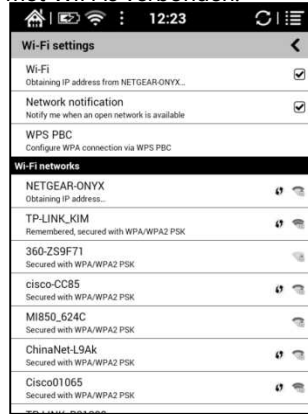 met WiFi is verbonden.
12:23
Wi-Fi settings
Wi-Fi
Obtaining IP address from NETGEAR-ONYX...
Network notification
Notify me when an open network is available
WPS PBC
Configure WPA connection via WPS PBC
Wi-Fi networks
NETGEAR-ONYX
Obtaining IP address...
TP-LINK_KIM
Remembered, secured with WPA/WPA2 PSK
360-ZS9F71
Secured with WPA/WPA2 PSK
cisco-CC85
Secured with WPA/WPA2 PSK
MI850_624C
Secured with WPA/WPA2 PSK
ChinaNet-L9Ak
Secured with WPA/WPA2 PSK
Cisco01065
Secured with WPA/WPA2 PSK